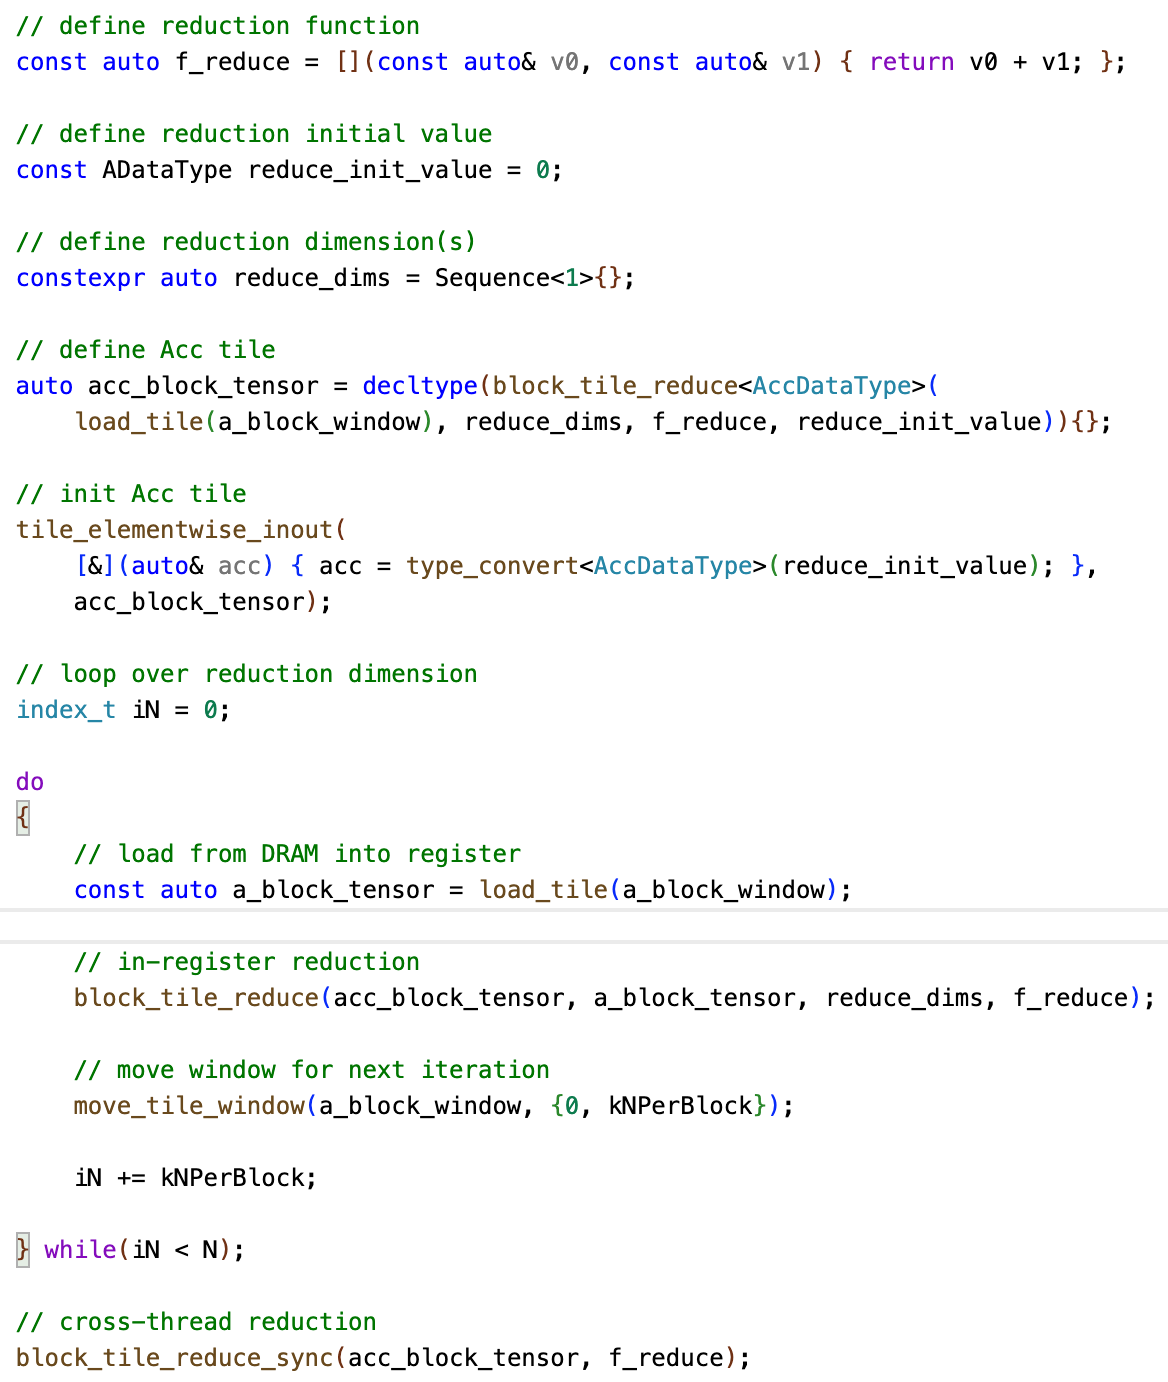 // define reduction function
const auto f_reduce = [](const auto& v0, const auto& v1) { return v0 + v1; };
// define reduction initial value
const ADataType reduce_init_value = 0;
// define reduction dimension(s)
constexpr auto reduce_dims = Sequence<1>{};
// define Acc tile
auto acc_block_tensor = decltype(block_tile_reduce<AccDataType>(
    load_tile(a_block_window), reduce_dims, f_reduce, reduce_init_value)){};
// init Acc tile
tile_elementwise_inout(
    [&](auto& acc) { acc = type_convert<AccDataType>(reduce_init_value); },
    acc_block_tensor);
// loop over reduction dimension
index_t iN = 0;
do
{
    // load from DRAM into register
    const auto a_block_tensor = load_tile(a_block_window);
    // in-register reduction
    block_tile_reduce(acc_block_tensor, a_block_tensor, reduce_dims, f_reduce);
    // move window for next iteration
    move_tile_window(a_block_window, {0, kNPerBlock});
    iN += kNPerBlock;
} while(iN < N);
// cross-thread reduction
block_tile_reduce_sync(acc_block_tensor, f_reduce);